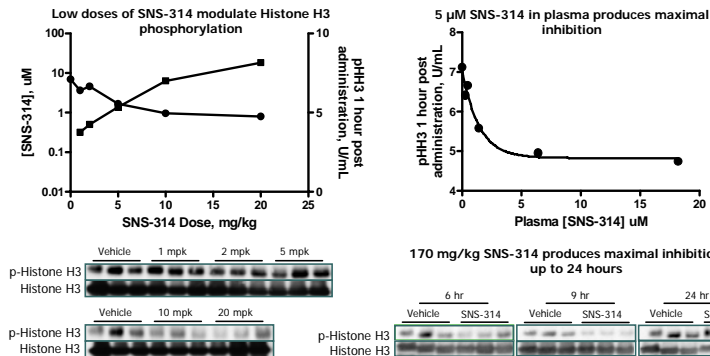 Low doses of SNS-314 modulate Histone H3
phosphorylation
100
10
1
0.1
0.01
[SNS-314], uM
10
5
0
pHH3 1 hour post
administration, U/mL
0
5
10
15
20
25
SNS-314 Dose, mg/kg
5 µM SNS-314 in plasma produces maximal
inhibition
8
7
6
5
4
pHH3 1 hour post
administration, U/mL
0
5
10
15
20
Plasma [SNS-314] uM
Vehicle 1 mpk 2 mpk 5 mpk
p-Histone H3
Histone H3
Vehicle 10 mpk 20 mpk
p-Histone H3
Histone H3
170 mg/kg SNS-314 produces maximal
up to 24 hours
6 hr 9 hr 24 hr
Vehicle SNS-314 Vehicle SNS-314 Vehicle
p-Histone H3
Histone H3